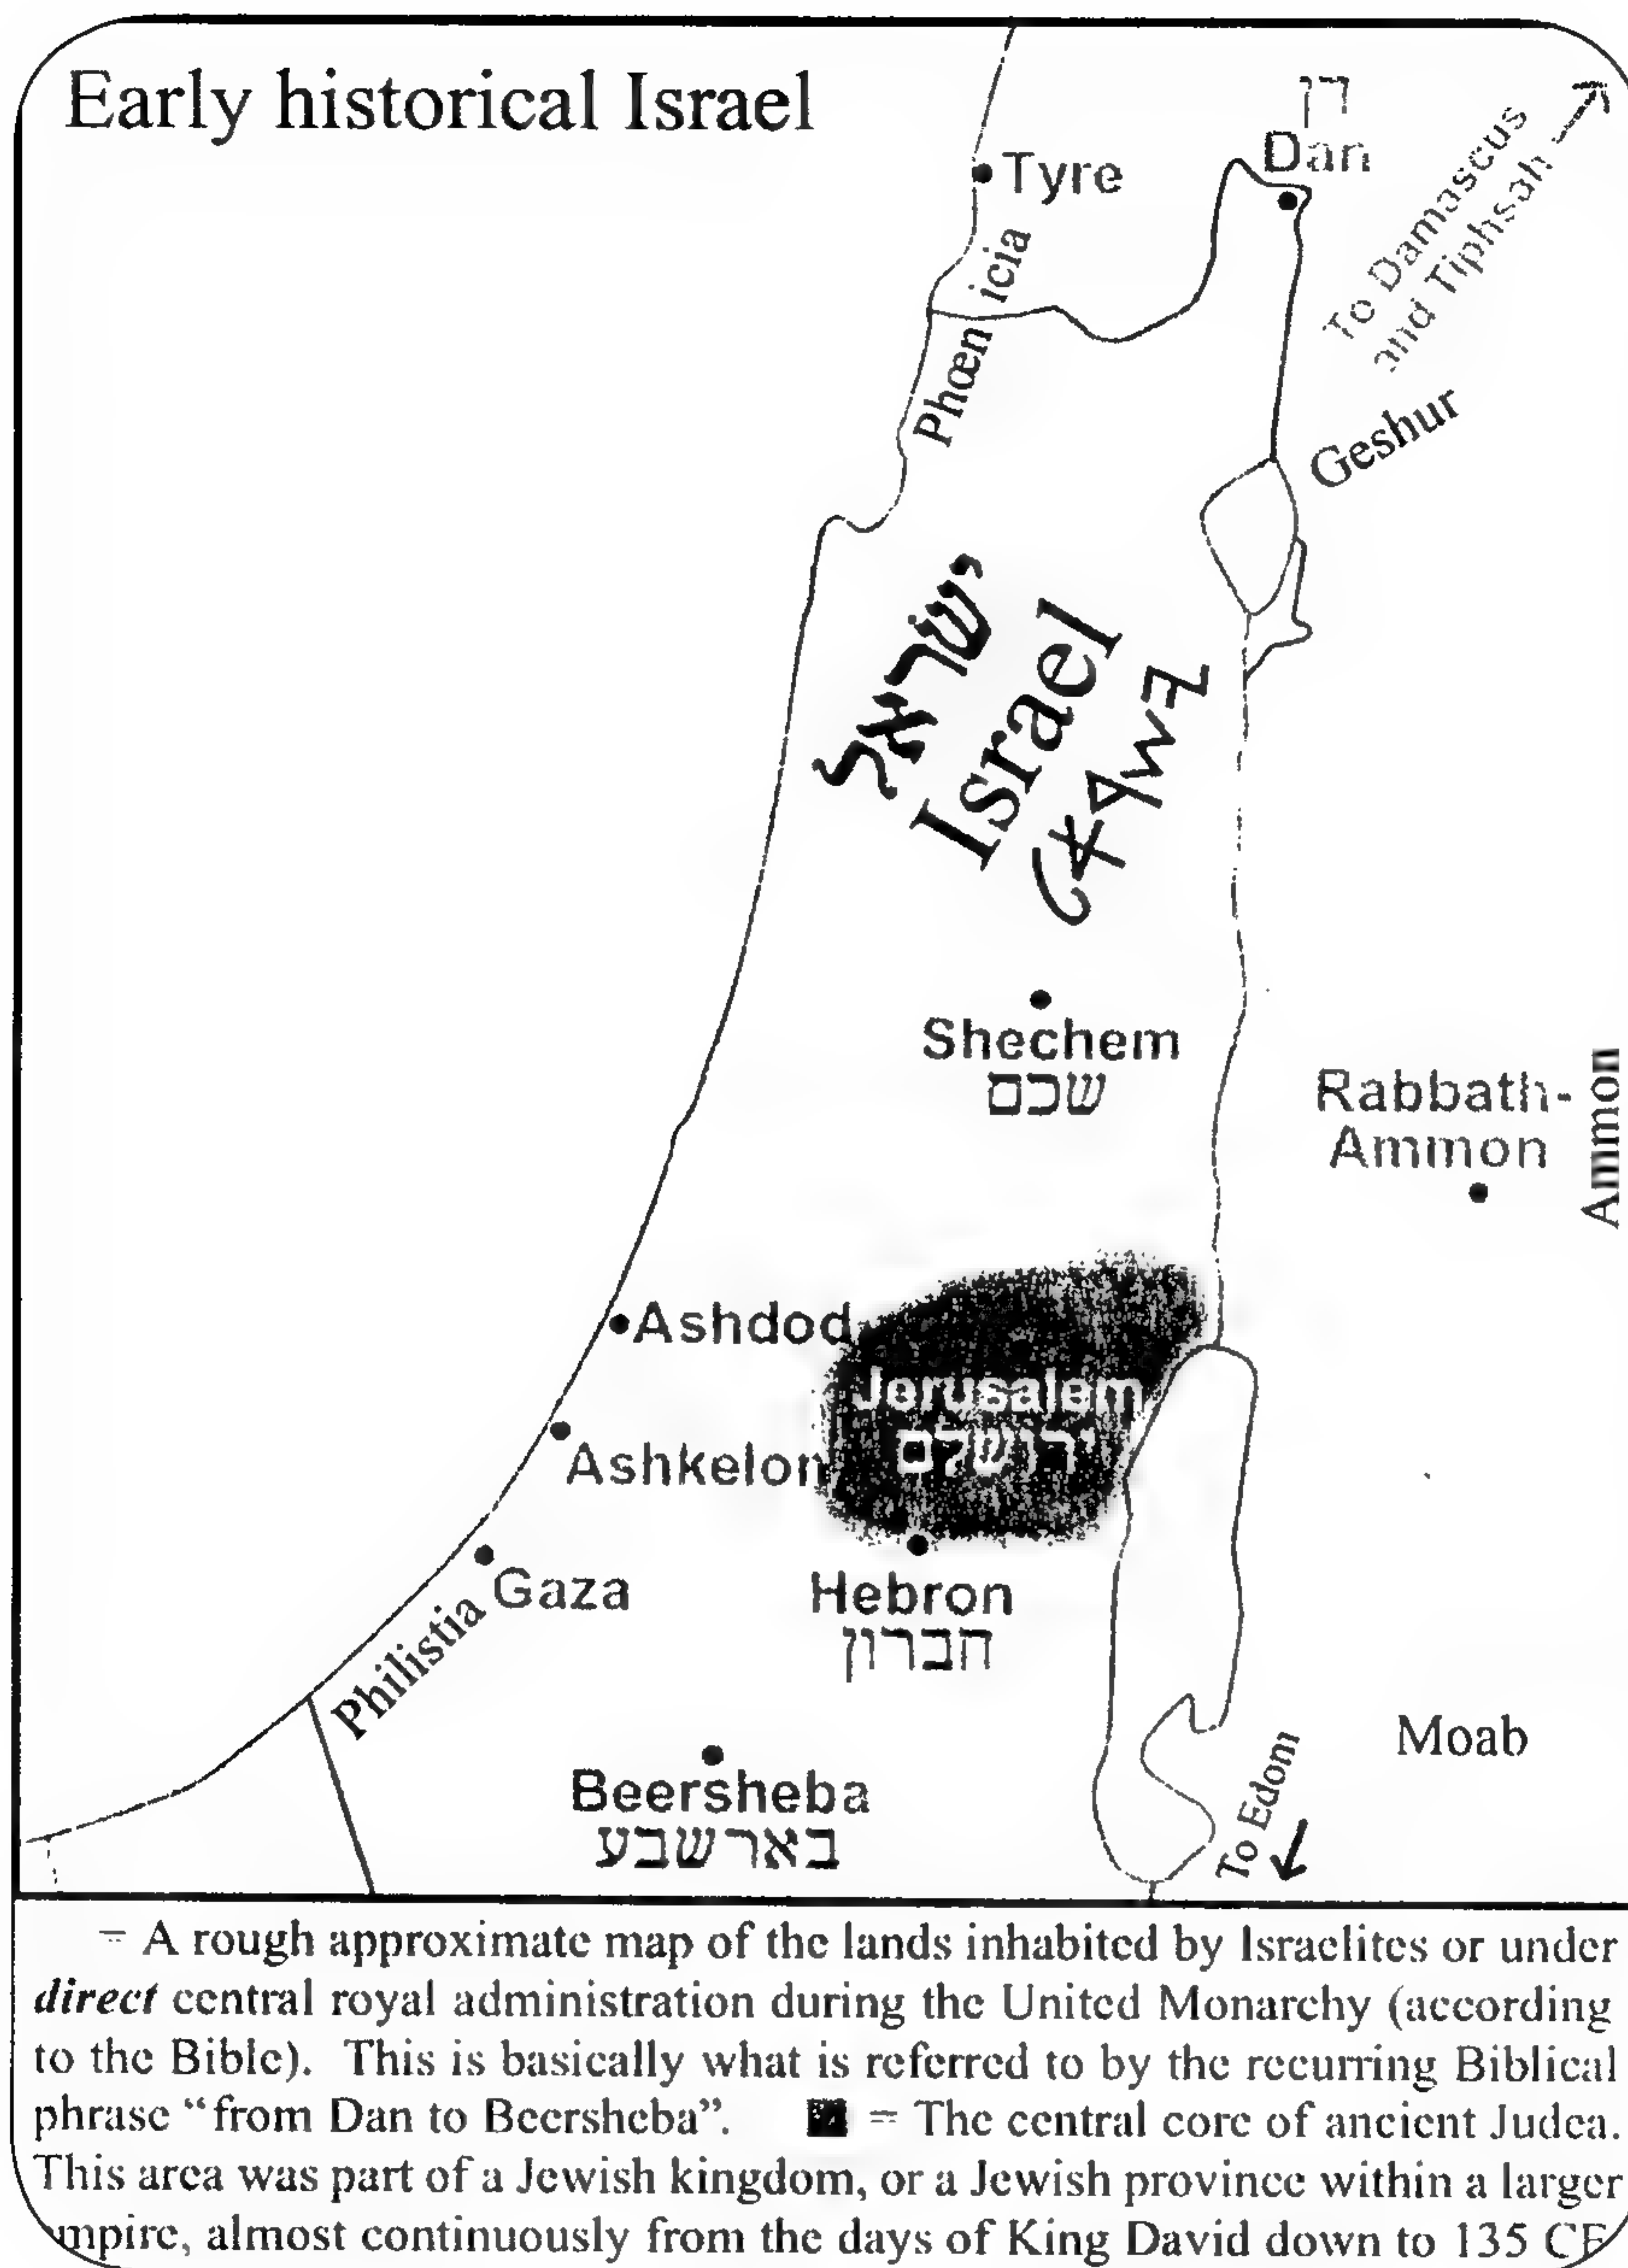 Early historical Israel
דן
Dan
Tyre
To Damascus
and Tiphsah
Phœnicia
Geshur
ישׂראל
Israel
𐤉𐤔𐤓𐤀𐤋
Shechem
שכם
Rabbath-
Ammon
Ammon
Ashdod
Jerusalem
ירושלם
Ashkelon
Gaza
Hebron
חברון
Philistia
Moab
Beersheba
בארשבע
To Edom
= A rough approximate map of the lands inhabited by Israelites or under
direct central royal administration during the United Monarchy (according
to the Bible). This is basically what is referred to by the recurring Biblical
phrase “from Dan to Beersheba”. = The central core of ancient Judea.
This area was part of a Jewish kingdom, or a Jewish province within a larger
empire, almost continuously from the days of King David down to 135 CE